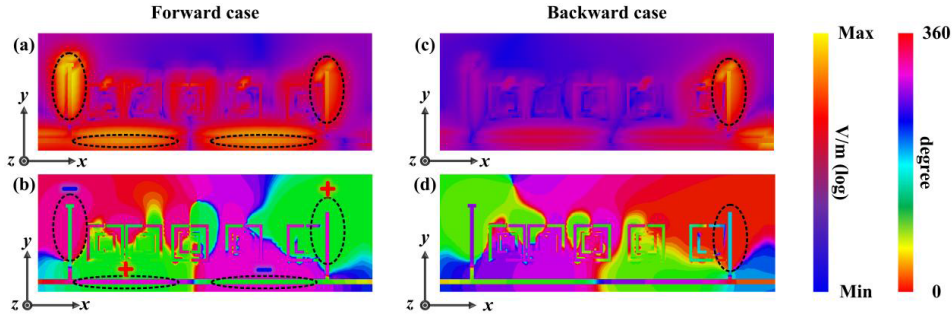 Forward case
Backward case
(a)
y
z
x
(c)
y
z
x
(b)
−
+
+
−
y
z
x
(d)
y
z
x
Max
Min
V/m (log)
360
0
degree